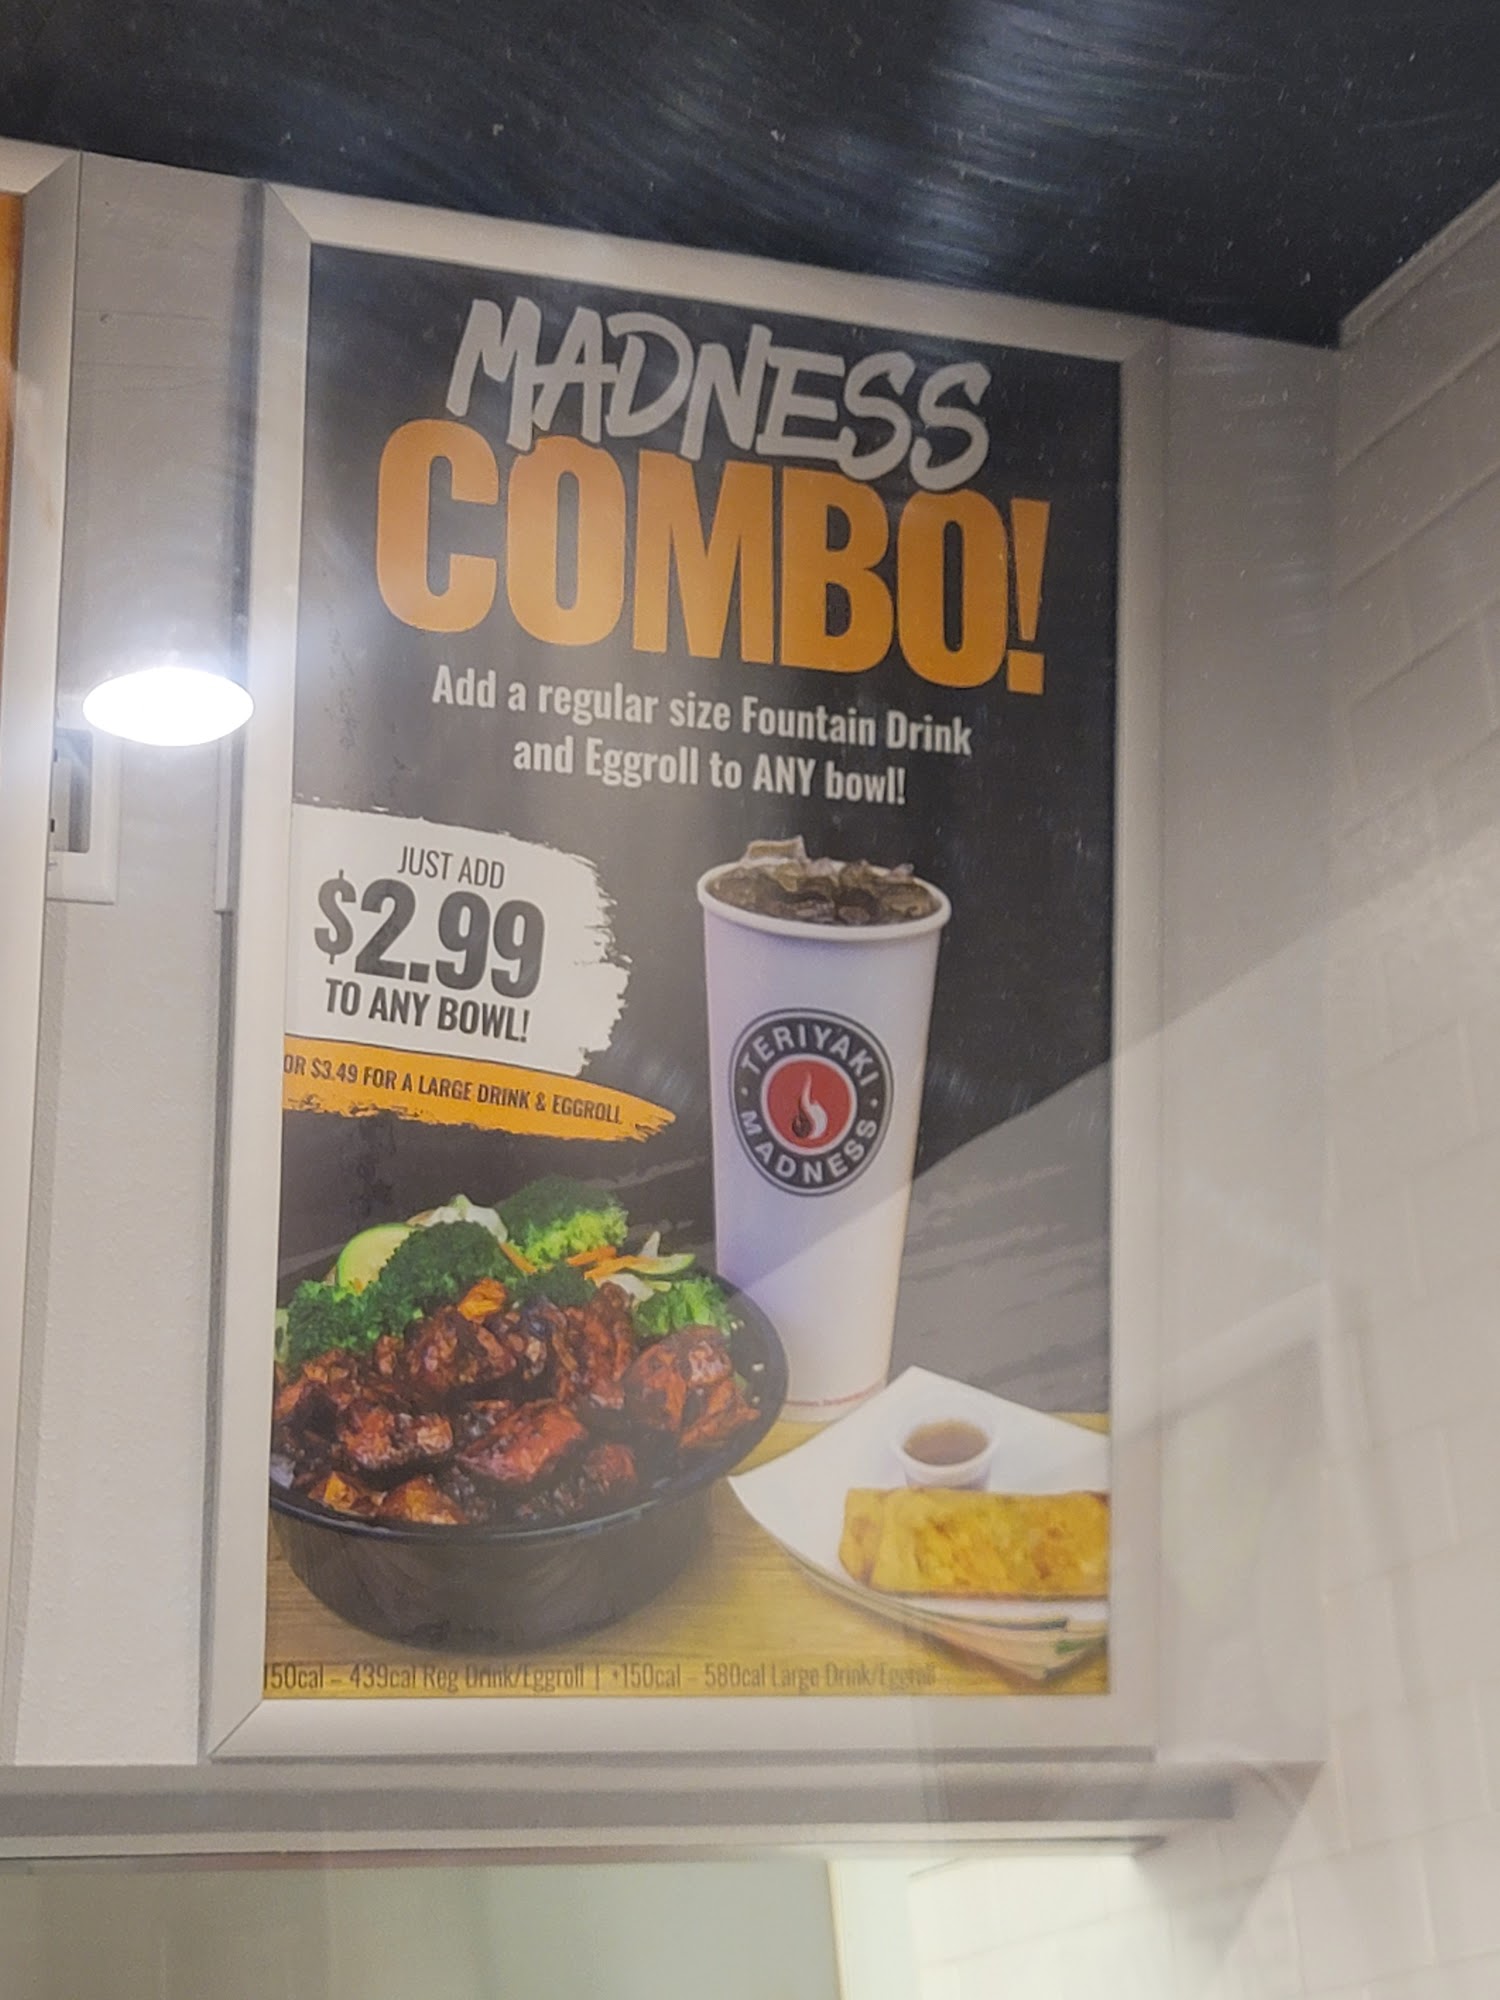 MADNESS
COMBO!
Add a regular size Fountain Drink
and Eggroll to ANY bowl!
JUST ADD
$2.99
TO ANY BOWL!
OR $3.49 FOR A LARGE DRINK & EGGROLL
TERIYAKI
MADNESS
150cal – 439cal Reg Drink/Eggroll | +150cal – 580cal Large Drink/Eggroll